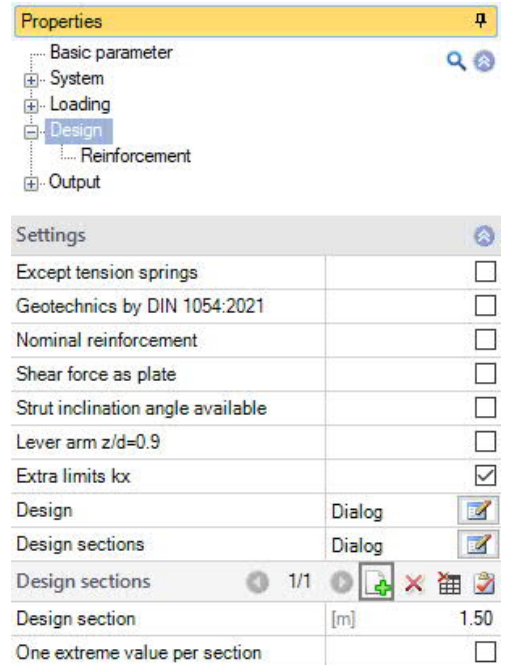 Properties
Basic parameter
System
Loading
Design
Reinforcement
Output
Settings
Except tension springs
Geotechnics by DIN 1054:2021
Nominal reinforcement
Shear force as plate
Strut inclination angle available
Lever arm z/d=0.9
Extra limits kx
Design Dialog
Design sections Dialog
Design sections 1/1
Design section [m] 1.50
One extreme value per section